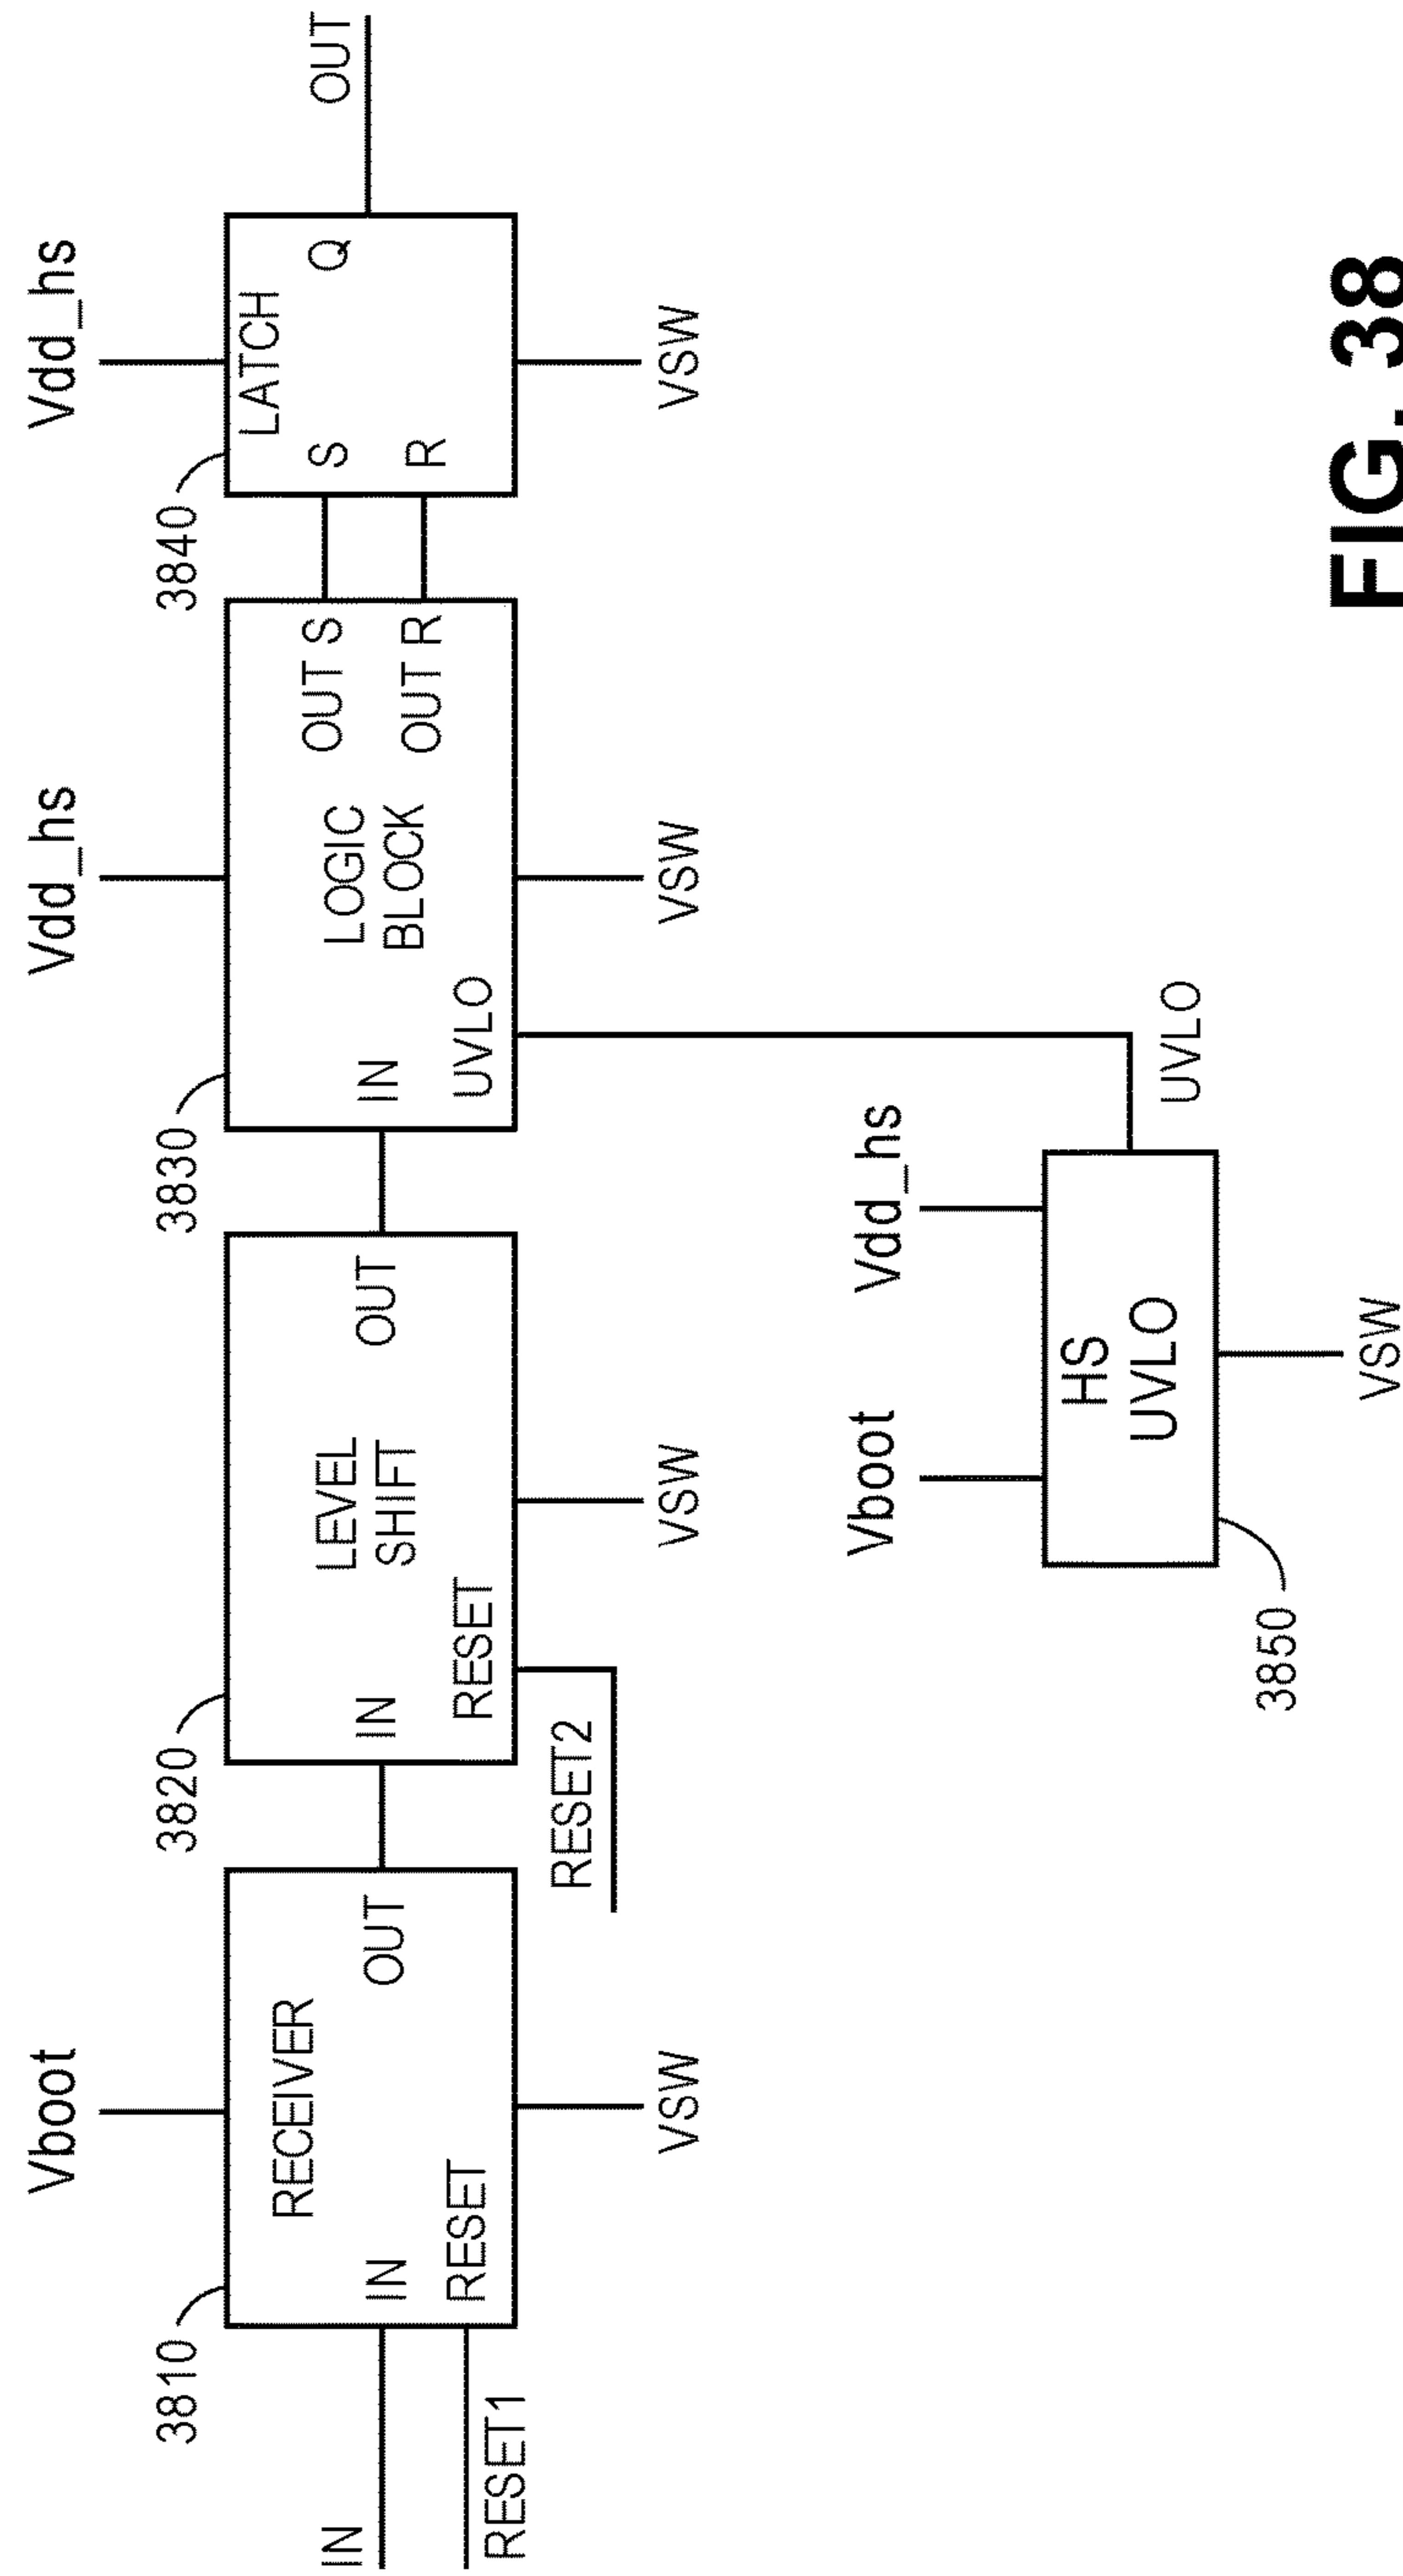 Vboot
Vdd_hs
Vdd_hs
3810
3820
3830
3840
RECEIVER
IN
OUT
RESET
LEVEL
SHIFT
IN
OUT
RESET
LOGIC
BLOCK
IN
OUT S
OUT R
UVLO
LATCH
S
R
Q
IN
RESET1
RESET2
OUT
VSW
VSW
VSW
VSW
Vboot
Vdd_hs
HS
UVLO
UVLO
3850
VSW
FIG. 38